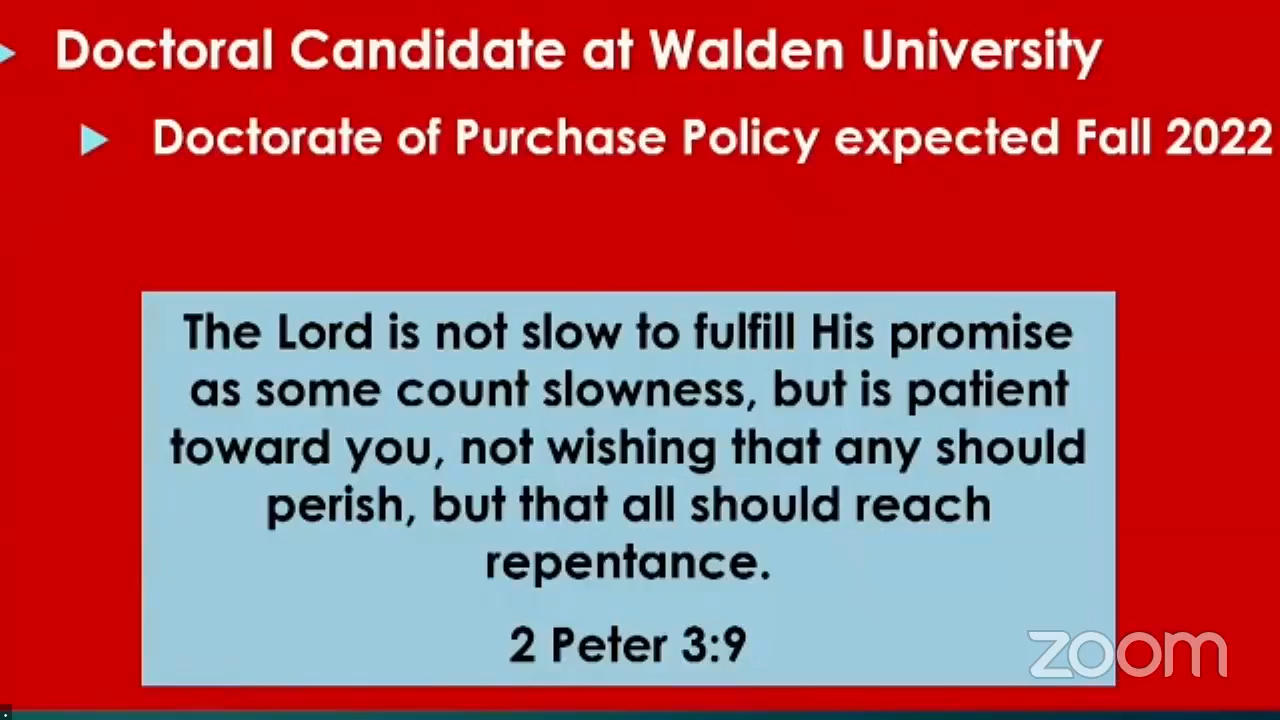 Doctoral Candidate at Walden University
Doctorate of Purchase Policy expected Fall 2022
The Lord is not slow to fulfill His promise
as some count slowness, but is patient
toward you, not wishing that any should
perish, but that all should reach
repentance.
2 Peter 3:9
zoom